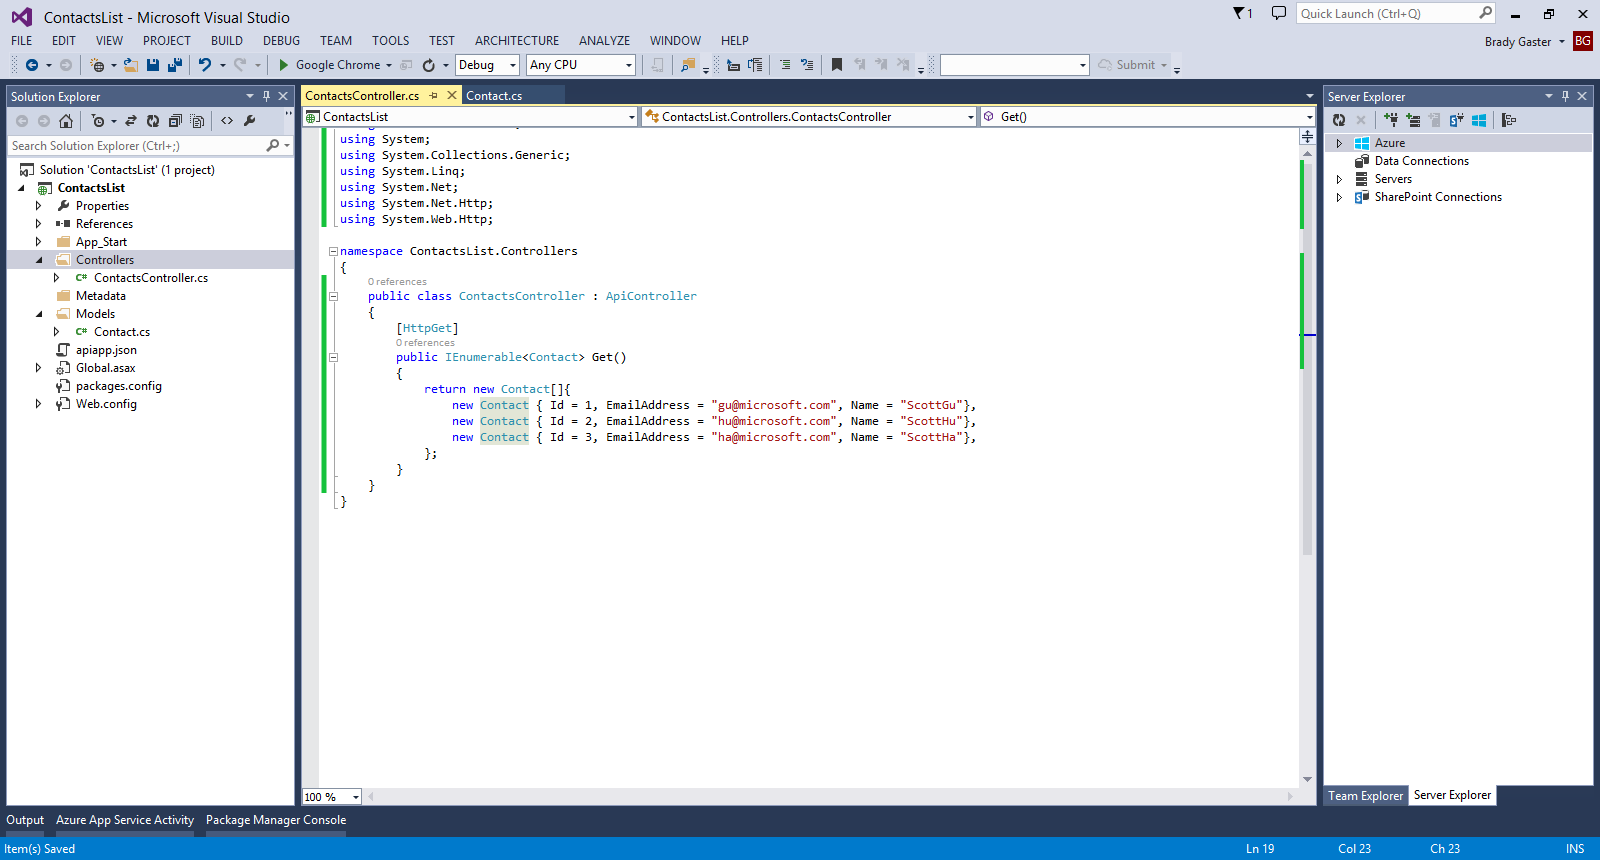 ContactsList - Microsoft Visual Studio
1
Quick Launch (Ctrl+Q)
FILE EDIT VIEW PROJECT BUILD DEBUG TEAM TOOLS TEST ARCHITECTURE ANALYZE WINDOW HELP
Brady Gaster BG
Google Chrome Debug Any CPU Submit
Solution Explorer
Search Solution Explorer (Ctrl+;)
Solution 'ContactsList' (1 project)
ContactsList
Properties
References
App_Start
Controllers
C# ContactsController.cs
Metadata
Models
C# Contact.cs
apiapp.json
Global.asax
packages.config
Web.config
ContactsController.cs Contact.cs
ContactsList ContactsList.Controllers.ContactsController Get()
using System;
using System.Collections.Generic;
using System.Linq;
using System.Net;
using System.Net.Http;
using System.Web.Http;
namespace ContactsList.Controllers
{
0 references
public class ContactsController : ApiController
{
[HttpGet]
0 references
public IEnumerable<Contact> Get()
{
return new Contact[]{
new Contact { Id = 1, EmailAddress = "gu@microsoft.com", Name = "ScottGu"},
new Contact { Id = 2, EmailAddress = "hu@microsoft.com", Name = "ScottHu"},
new Contact { Id = 3, EmailAddress = "ha@microsoft.com", Name = "ScottHa"},
};
}
}
}
100 %
Server Explorer
Azure
Data Connections
Servers
SharePoint Connections
Team Explorer Server Explorer
Output Azure App Service Activity Package Manager Console
Item(s) Saved Ln 19 Col 23 Ch 23 INS